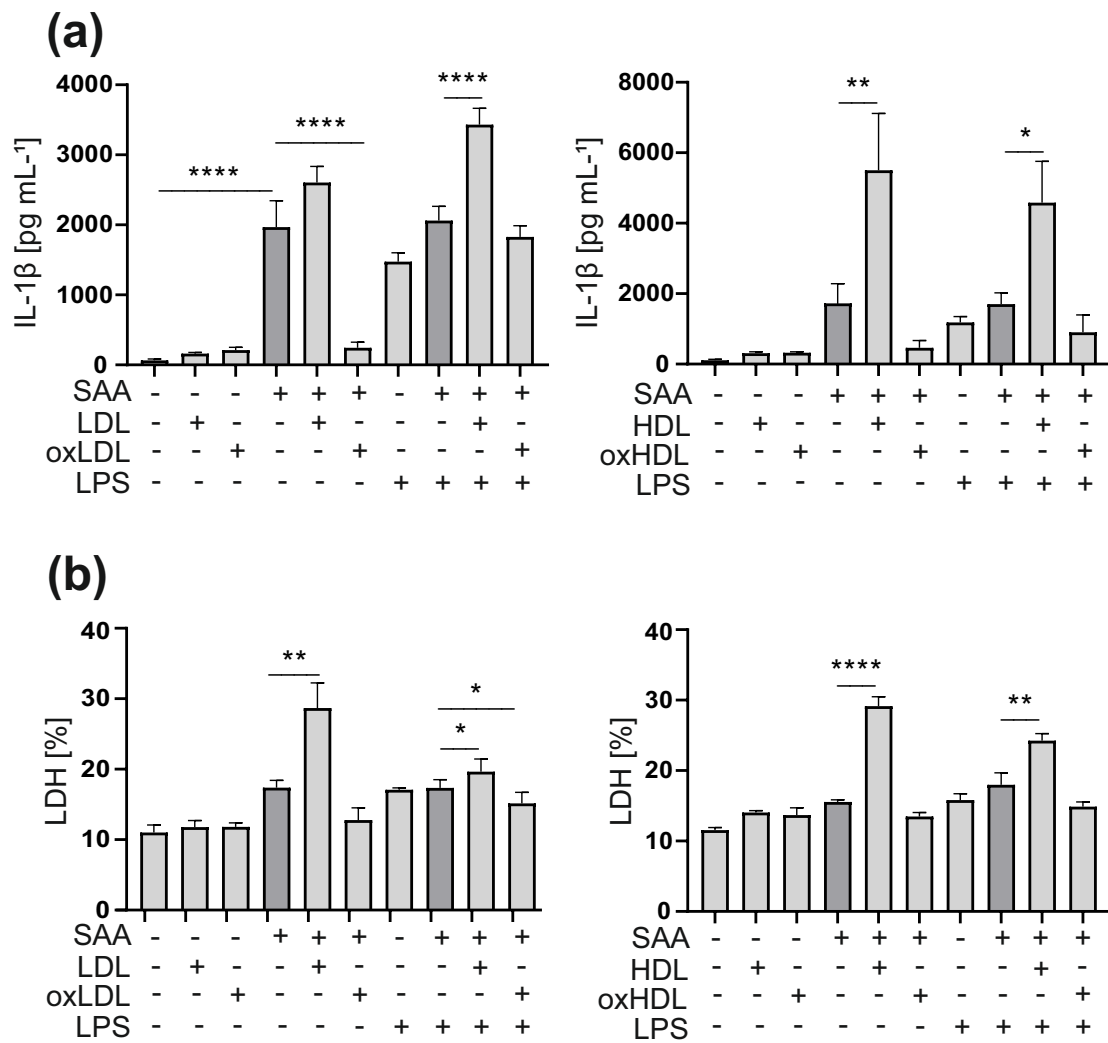 (a)
4000
3000
2000
1000
0
IL-1β [pg mL-¹]
****
****
****
SAA - - - + + + - + + +
LDL - + - - + - - - + -
oxLDL - - + - - + - - - +
LPS - - - - - - + + + +
8000
6000
4000
2000
0
IL-1β [pg mL-¹]
**
*
SAA - - - + + + - + + +
HDL - + - - + - - - + -
oxHDL - - + - - + - - - +
LPS - - - - - - + + + +
(b)
40
30
20
10
0
LDH [%]
**
*
*
SAA - - - + + + - + + +
LDL - + - - + - - - + -
oxLDL - - + - - + - - - +
LPS - - - - - - + + + +
40
30
20
10
0
LDH [%]
****
**
SAA - - - + + + - + + +
HDL - + - - + - - - + -
oxHDL - - + - - + - - - +
LPS - - - - - - + + + +